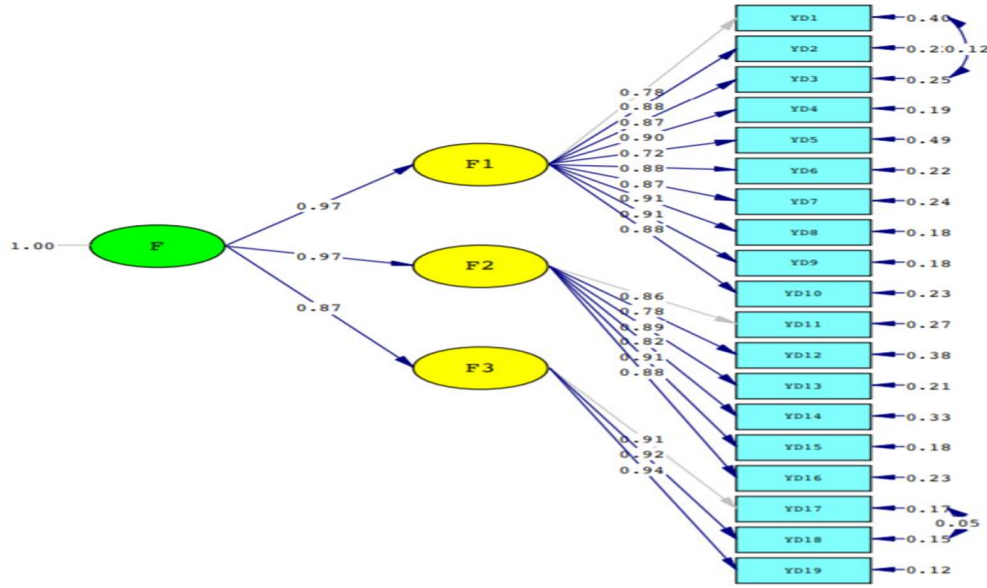 YD1 0.40
YD2 0.12
YD3 0.25
0.78
0.88
YD4 0.19
0.87
0.90
YD5 0.49
0.72
F1
0.88
YD6 0.22
0.87
YD7 0.24
0.91
0.97
0.91
YD8 0.18
0.88
1.00 F
0.97
F2
YD9 0.18
YD10 0.23
0.86
0.87
0.78
YD11 0.27
0.89
0.82
YD12 0.38
0.91
F3
0.88
YD13 0.21
YD14 0.33
0.91
YD15 0.18
0.92
0.94
YD16 0.23
YD17 0.17
0.05
YD18 0.15
YD19 0.12